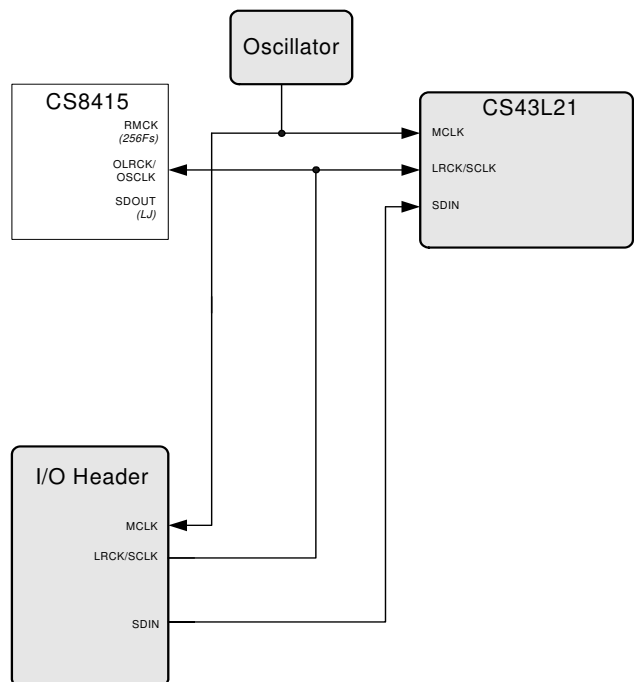 Oscillator
CS8415
RMCK
(256Fs)
OLRCK/
OSCLK
SDOUT
(LJ)
CS43L21
MCLK
LRCK/SCLK
SDIN
I/O Header
MCLK
LRCK/SCLK
SDIN